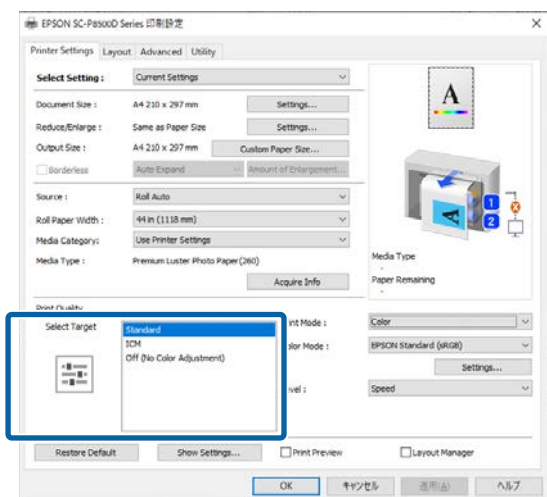 EPSON SC-P8500D Series 印刷設定
Printer Settings Layout Advanced Utility
Select Setting : Current Settings
Document Size : A4 210 x 297 mm Settings...
Reduce/Enlarge : Same as Paper Size Settings...
Output Size : A4 210 x 297 mm Custom Paper Size...
Borderless Auto Expand Amount of Enlargement...
Source : Roll Auto
Roll Paper Width : 44 in (1118 mm)
Media Category: Use Printer Settings
Media Type : Premium Luster Photo Paper(260)
Acquire Info
A
1
2
Media Type
-
Paper Remaining
-
Print Quality
Select Target Standard
ICM
Off (No Color Adjustment)
int Mode : Color
olor Mode : EPSON Standard (sRGB)
Settings...
evel : Speed
Restore Default Show Settings... Print Preview Layout Manager
OK キャンセル 適用(A) ヘルプ